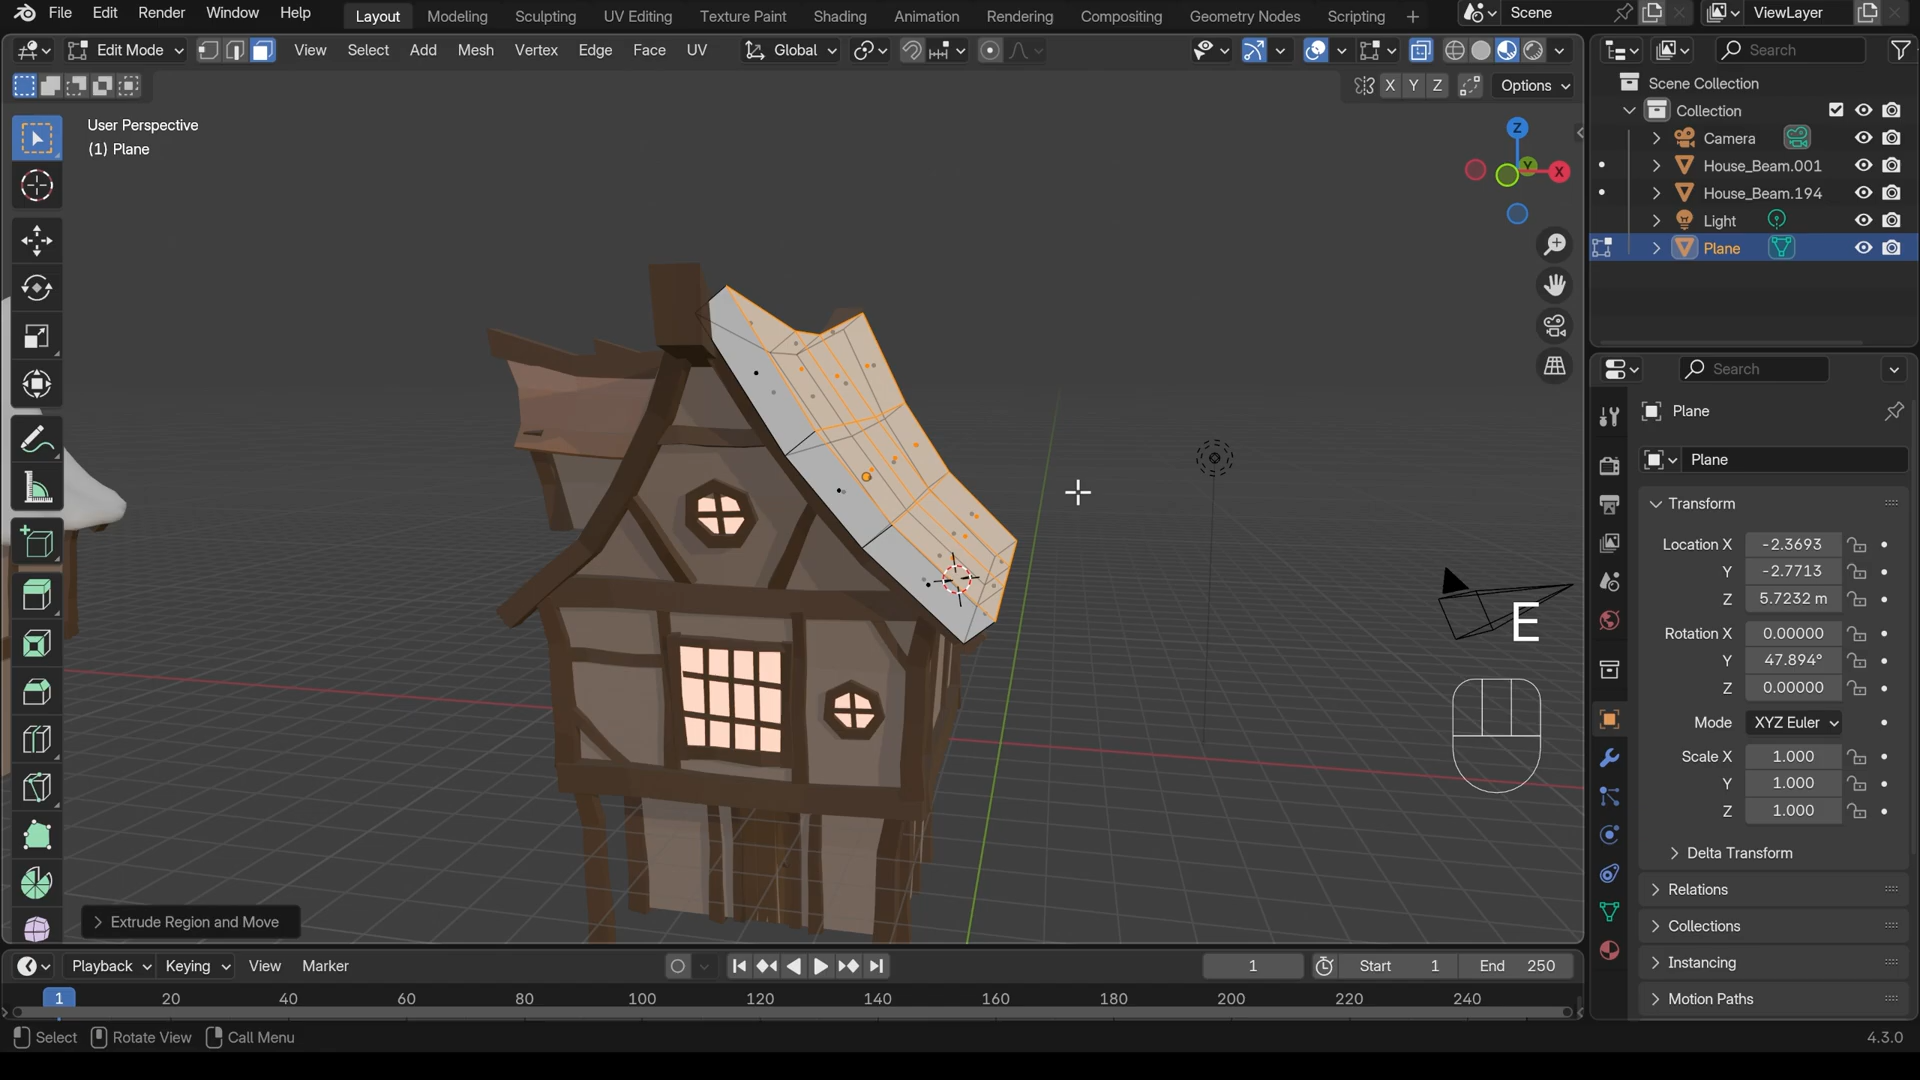 File Edit Render Window Help Layout Modeling Sculpting UV Editing Texture Paint Shading Animation Rendering Compositing Geometry Nodes Scripting + Scene ViewLayer
Edit Mode View Select Add Mesh Vertex Edge Face UV Global Search
X Y Z Options
User Perspective
(1) Plane
Z
Y
X
Scene Collection
Collection
Camera
House_Beam.001
House_Beam.194
Light
Plane
Search
Plane
Plane
Transform
Location X -2.3693
Y -2.7713
Z 5.7232 m
Rotation X 0.00000
Y 47.894°
Z 0.00000
Mode XYZ Euler
Scale X 1.000
Y 1.000
Z 1.000
Delta Transform
Relations
Collections
Instancing
Motion Paths
E
Extrude Region and Move
Playback Keying View Marker 1 Start 1 End 250
1 20 40 60 80 100 120 140 160 180 200 220 240
Select Rotate View Call Menu 4.3.0